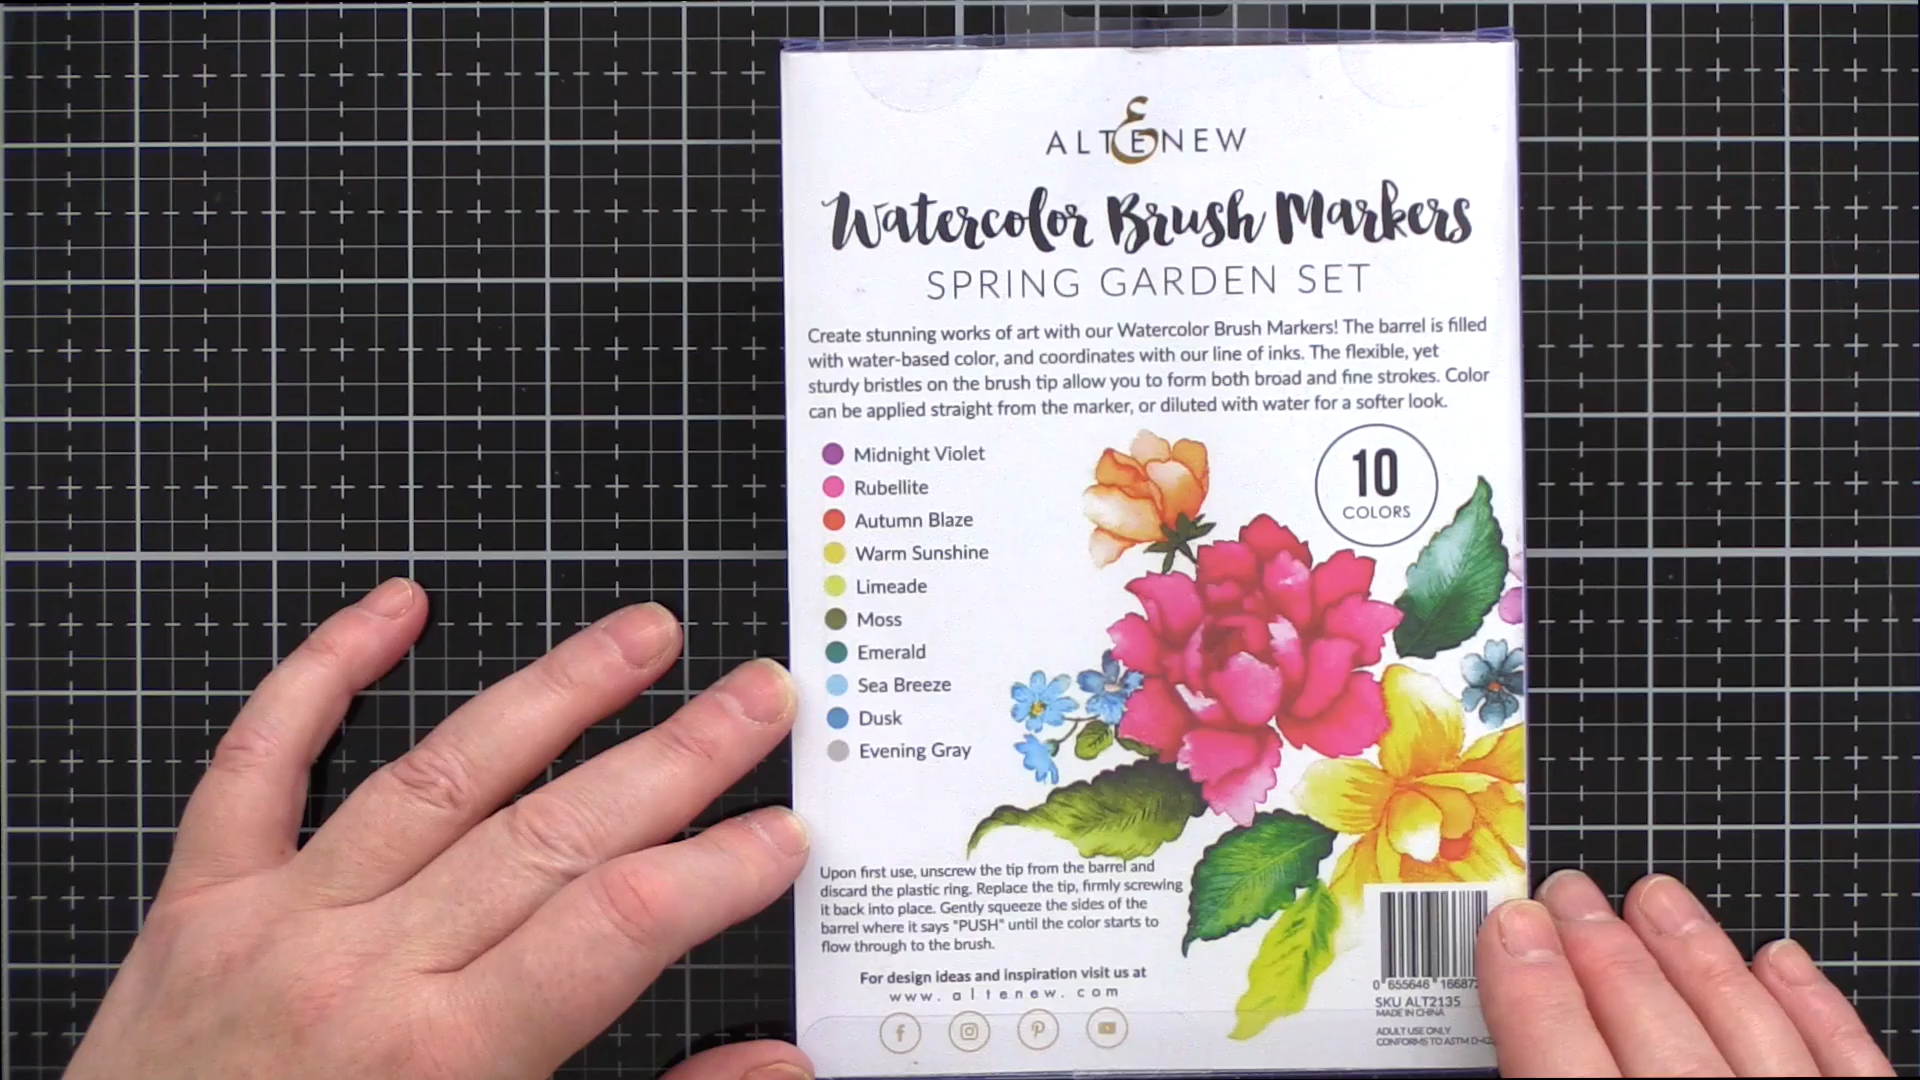 ALTENEW
Watercolor Brush Markers
SPRING GARDEN SET
Create stunning works of art with our Watercolor Brush Markers! The barrel is filled
with water-based color, and coordinates with our line of inks. The flexible, yet
sturdy bristles on the brush tip allow you to form both broad and fine strokes. Color
can be applied straight from the marker, or diluted with water for a softer look.
Midnight Violet
Rubellite
Autumn Blaze
Warm Sunshine
Limeade
Moss
Emerald
Sea Breeze
Dusk
Evening Gray
10
COLORS
Upon first use, unscrew the tip from the barrel and
discard the plastic ring. Replace the tip, firmly screwing
it back into place. Gently squeeze the sides of the
barrel where it says "PUSH" until the color starts to
flow through to the brush.
For design ideas and inspiration visit us at
www.altenew.com
0 655646 16687
SKU ALT2135
MADE IN CHINA
ADULT USE ONLY
CONFORMS TO ASTM